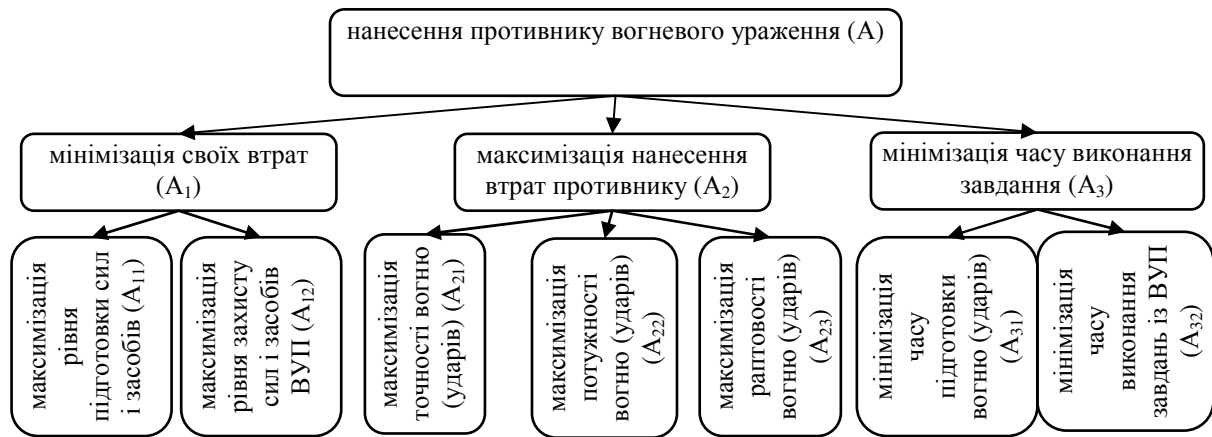 нанесення противнику вогневого ураження (А)
мінімізація своїх втрат
(А₁)
максимізація нанесення
втрат противнику (А₂)
мінімізація часу виконання
завдання (А₃)
максимізація
рівня
підготовки сил
і засобів (А₁₁)
максимізація
рівня захисту
сил і засобів
ВУП (А₁₂)
максимізація
точності вогню
(ударів) (А₂₁)
максимізація
потужності
вогню (ударів)
(А₂₂)
максимізація
раптовості
вогню (ударів)
(А₂₃)
мінімізація
часу
підготовки
вогню (ударів)
(А₃₁)
мінімізація
часу
виконання
завдань із ВУП
(А₃₂)